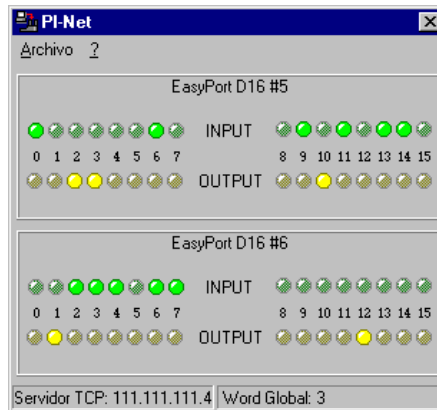 PI-Net
Archivo ?
EasyPort D16 #5
INPUT
0 1 2 3 4 5 6 7 8 9 10 11 12 13 14 15
OUTPUT
EasyPort D16 #6
INPUT
0 1 2 3 4 5 6 7 8 9 10 11 12 13 14 15
OUTPUT
Servidor TCP: 111.111.111.4 Word Global: 3